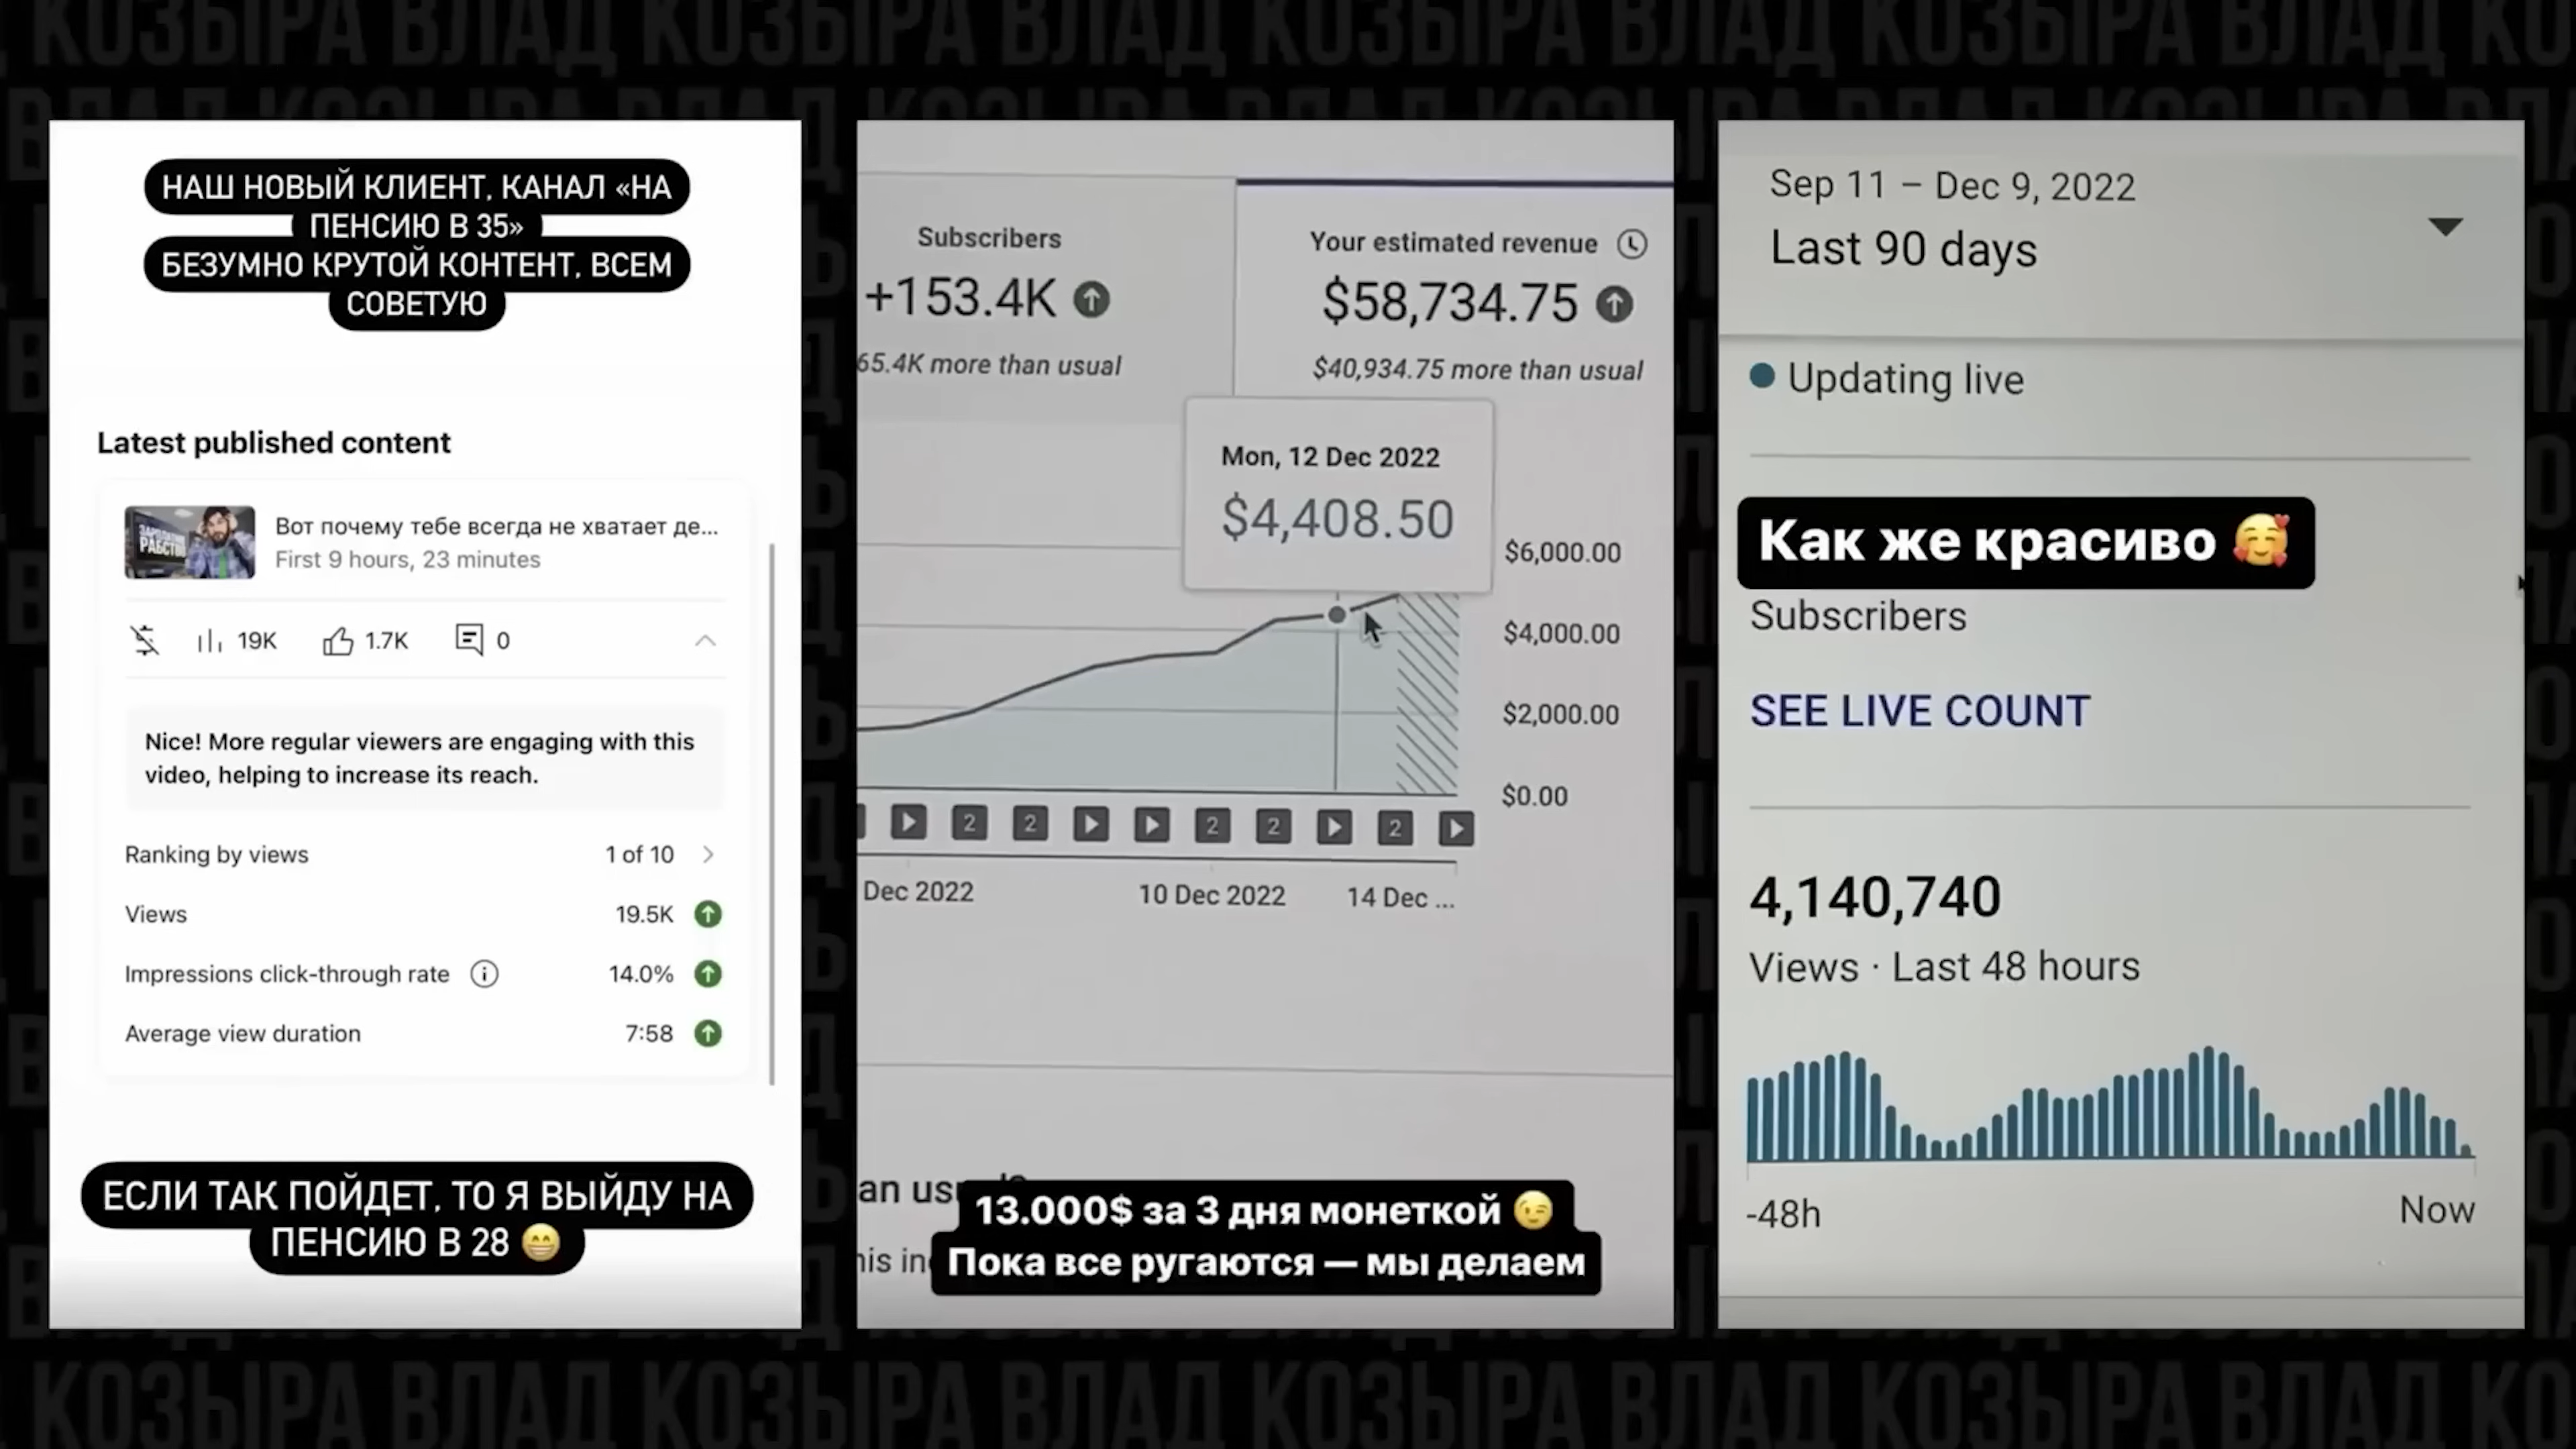 КОЗЫРА ВЛАД КОЗЫРА ВЛАД КОЗЫРА ВЛАД КОЗЫРА ВЛАД КО
НАШ НОВЫЙ КЛИЕНТ, КАНАЛ «НА
ПЕНСИЮ В 35»
БЕЗУМНО КРУТОЙ КОНТЕНТ, ВСЕМ
СОВЕТУЮ
Latest published content
Вот почему тебе всегда не хватает де...
First 9 hours, 23 minutes
19K
1.7K
0
Nice! More regular viewers are engaging with this
video, helping to increase its reach.
Ranking by views
1 of 10
Views
19.5K
Impressions click-through rate
14.0%
Average view duration
7:58
ЕСЛИ ТАК ПОЙДЕТ, ТО Я ВЫЙДУ НА
ПЕНСИЮ В 28 😁
Subscribers
+153.4K
65.4K more than usual
Your estimated revenue
$58,734.75
$40,934.75 more than usual
Mon, 12 Dec 2022
$4,408.50
$6,000.00
$4,000.00
$2,000.00
$0.00
2
2
2
2
2
Dec 2022
10 Dec 2022
14 Dec ...
13.000$ за 3 дня монеткой 😉
Пока все ругаются — мы делаем
Sep 11 – Dec 9, 2022
Last 90 days
Updating live
Как же красиво 🥰
Subscribers
SEE LIVE COUNT
4,140,740
Views · Last 48 hours
-48h
Now
КОЗЫРА ВЛАД КОЗЫРА ВЛАД КОЗЫРА ВЛАД КОЗЫРА ВЛАД КО